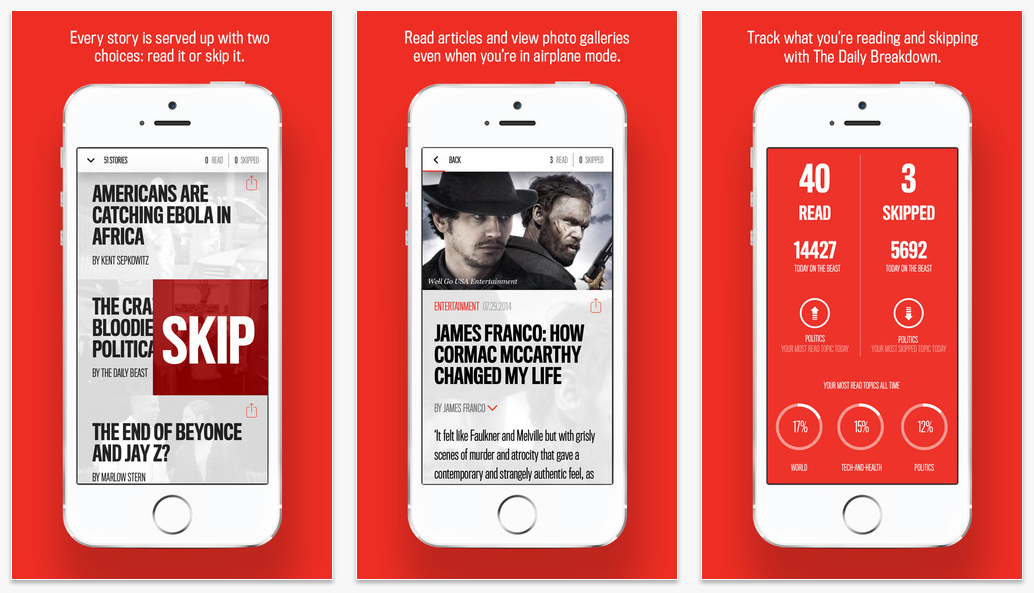 Every story is served up with two
choices: read it or skip it.
51 STORIES
0 READ
0 SKIPPED
AMERICANS ARE
CATCHING EBOLA IN
AFRICA
BY KENT SEPKOWITZ
THE CRA
BLOODIE
POLITICA
SKIP
BY THE DAILY BEAST
THE END OF BEYONCE
AND JAY Z?
BY MARLOW STERN
Read articles and view photo galleries
even when you're in airplane mode.
BACK
3 READ
0 SKIPPED
Well Go USA Entertainment
ENTERTAINMENT 07.29.2014
JAMES FRANCO: HOW
CORMAC MCCARTHY
CHANGED MY LIFE
BY JAMES FRANCO
'It felt like Faulkner and Melville but with grisly
scenes of murder and atrocity that gave a
contemporary and strangely authentic feel, as
Track what you're reading and skipping
with The Daily Breakdown.
40
READ
14427
TODAY ON THE BEAST
POLITICS
YOUR MOST READ TOPIC TODAY
3
SKIPPED
5692
TODAY ON THE BEAST
POLITICS
YOUR MOST SKIPPED TOPIC TODAY
YOUR MOST READ TOPICS ALL TIME
17%
WORLD
15%
TECH-AND-HEALTH
12%
POLITICS